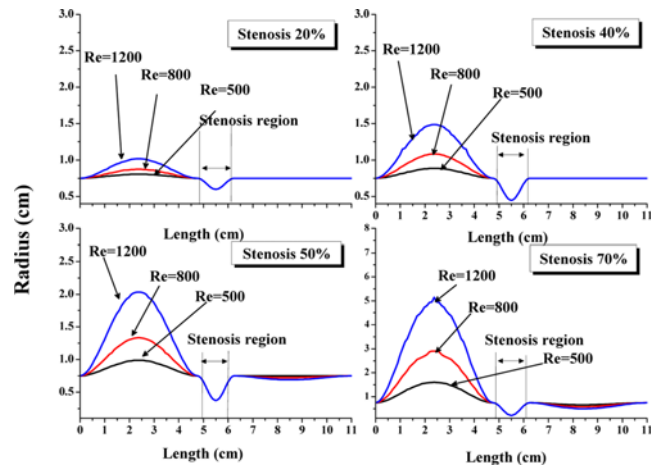 Radius (cm)
Stenosis 20%
Re=1200
Re=800
Re=500
Stenosis region
3.0
2.5
2.0
1.5
1.0
0.5
0 1 2 3 4 5 6 7 8 9 10 11
Length (cm)
Stenosis 40%
Re=1200
Re=800
Re=500
Stenosis region
3.0
2.5
2.0
1.5
1.0
0.5
0 1 2 3 4 5 6 7 8 9 10 11
Length (cm)
Stenosis 50%
Re=1200
Re=800
Re=500
Stenosis region
3.0
2.5
2.0
1.5
1.0
0.5
0 1 2 3 4 5 6 7 8 9 10 11
Length (cm)
Stenosis 70%
Re=1200
Re=800
Re=500
Stenosis region
8
7
6
5
4
3
2
1
0 1 2 3 4 5 6 7 8 9 10 11
Length (cm)